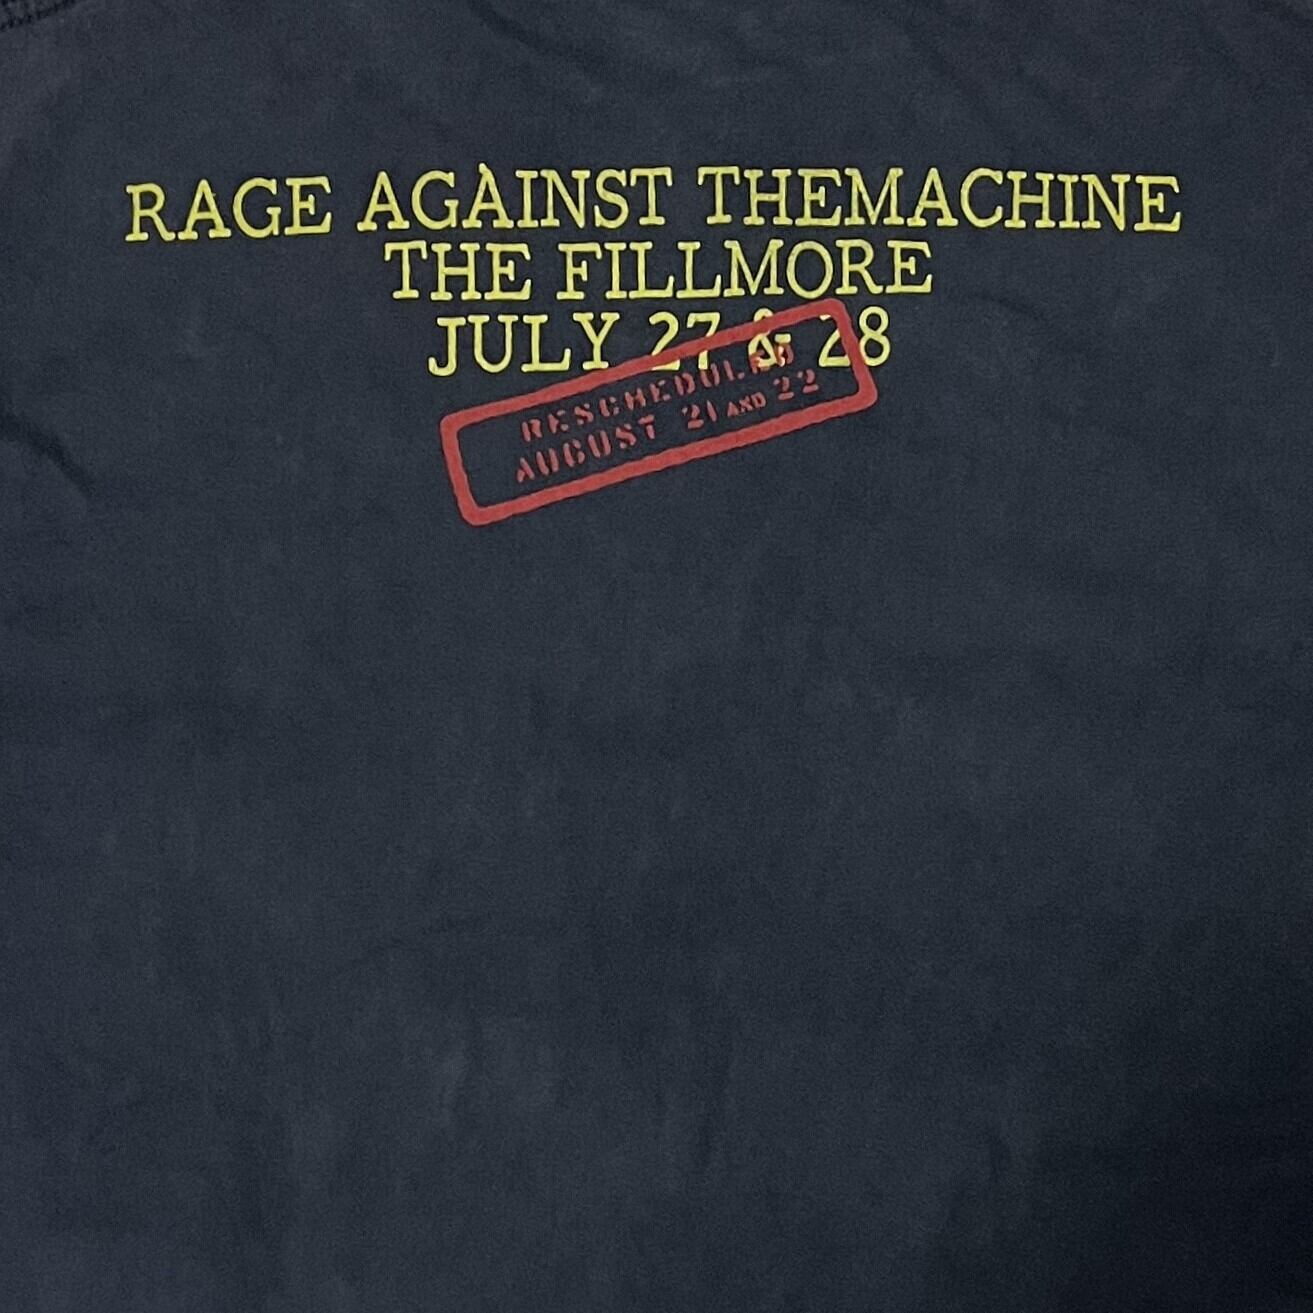 RAGE AGAINST THEMACHINE
THE FILLMORE
JULY 27 & 28
RESCHEDULED
AUGUST 21 AND 22